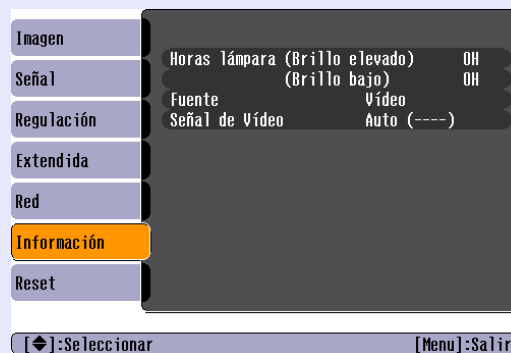 Imagen
Señal
Regulación
Extendida
Red
Información
Reset
Horas lámpara (Brillo elevado) 0H
(Brillo bajo) 0H
Fuente Vídeo
Señal de Vídeo Auto (----)
[◆]:Seleccionar [Menu]:Salir